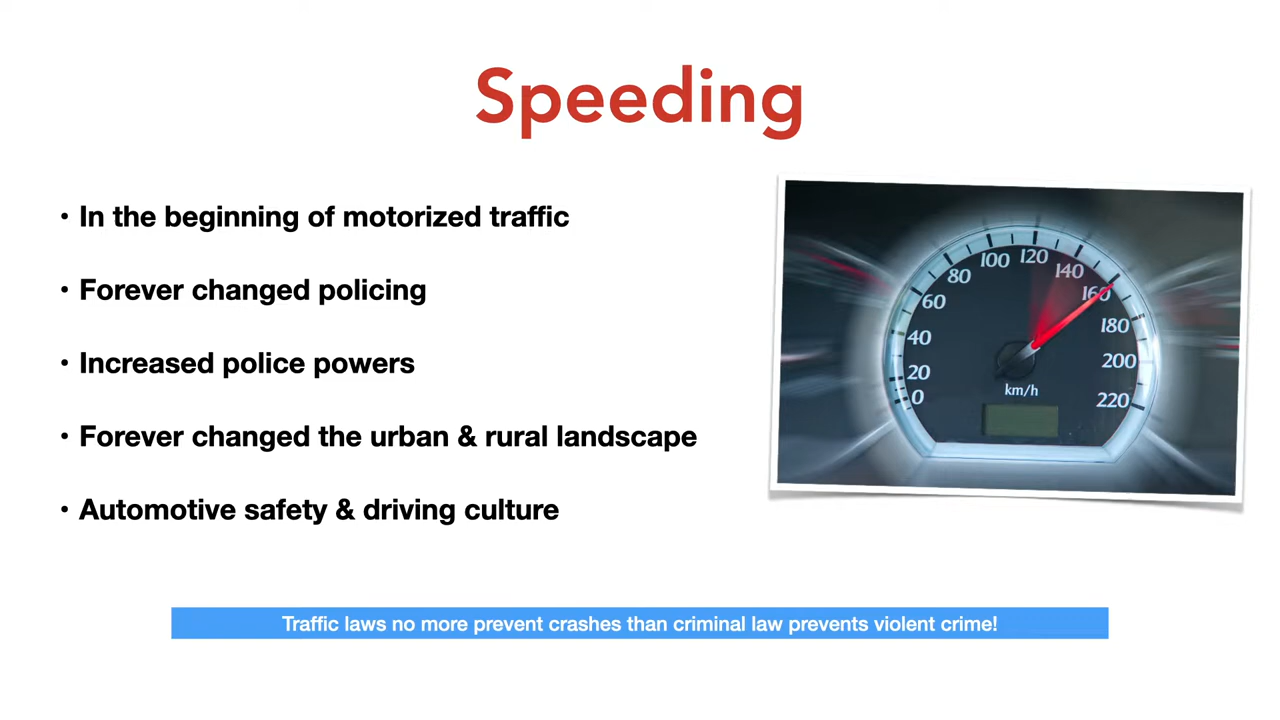 Speeding
• In the beginning of motorized traffic
• Forever changed policing
• Increased police powers
• Forever changed the urban & rural landscape
• Automotive safety & driving culture
0
20
40
60
80
100
120
140
160
180
200
220
km/h
Traffic laws no more prevent crashes than criminal law prevents violent crime!